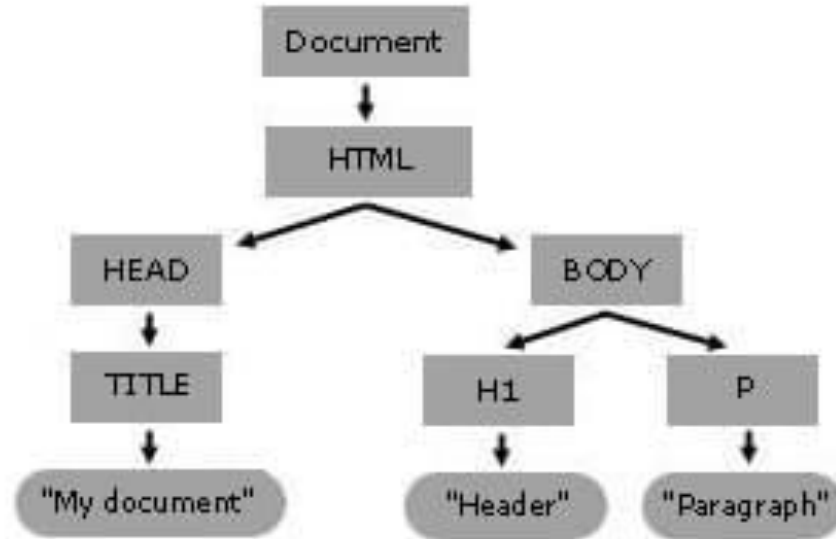 Document
HTML
HEAD
BODY
TITLE
H1
P
"My document"
"Header"
"Paragraph"